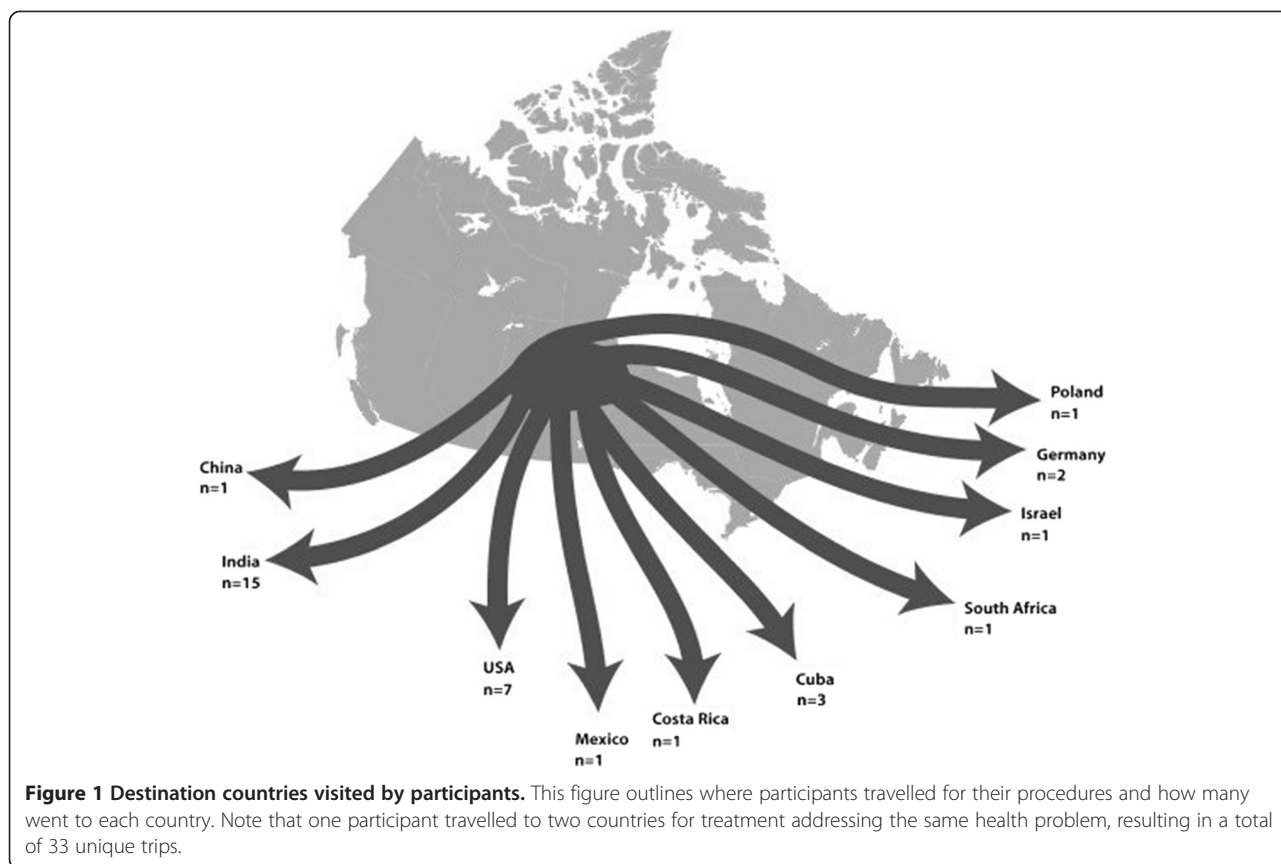 Poland
n=1
Germany
n=2
China
n=1
Israel
n=1
India
n=15
South Africa
n=1
USA
n=7
Cuba
n=3
Costa Rica
n=1
Mexico
n=1
Figure 1 Destination countries visited by participants. This figure outlines where participants travelled for their procedures and how many
went to each country. Note that one participant travelled to two countries for treatment addressing the same health problem, resulting in a total
of 33 unique trips.